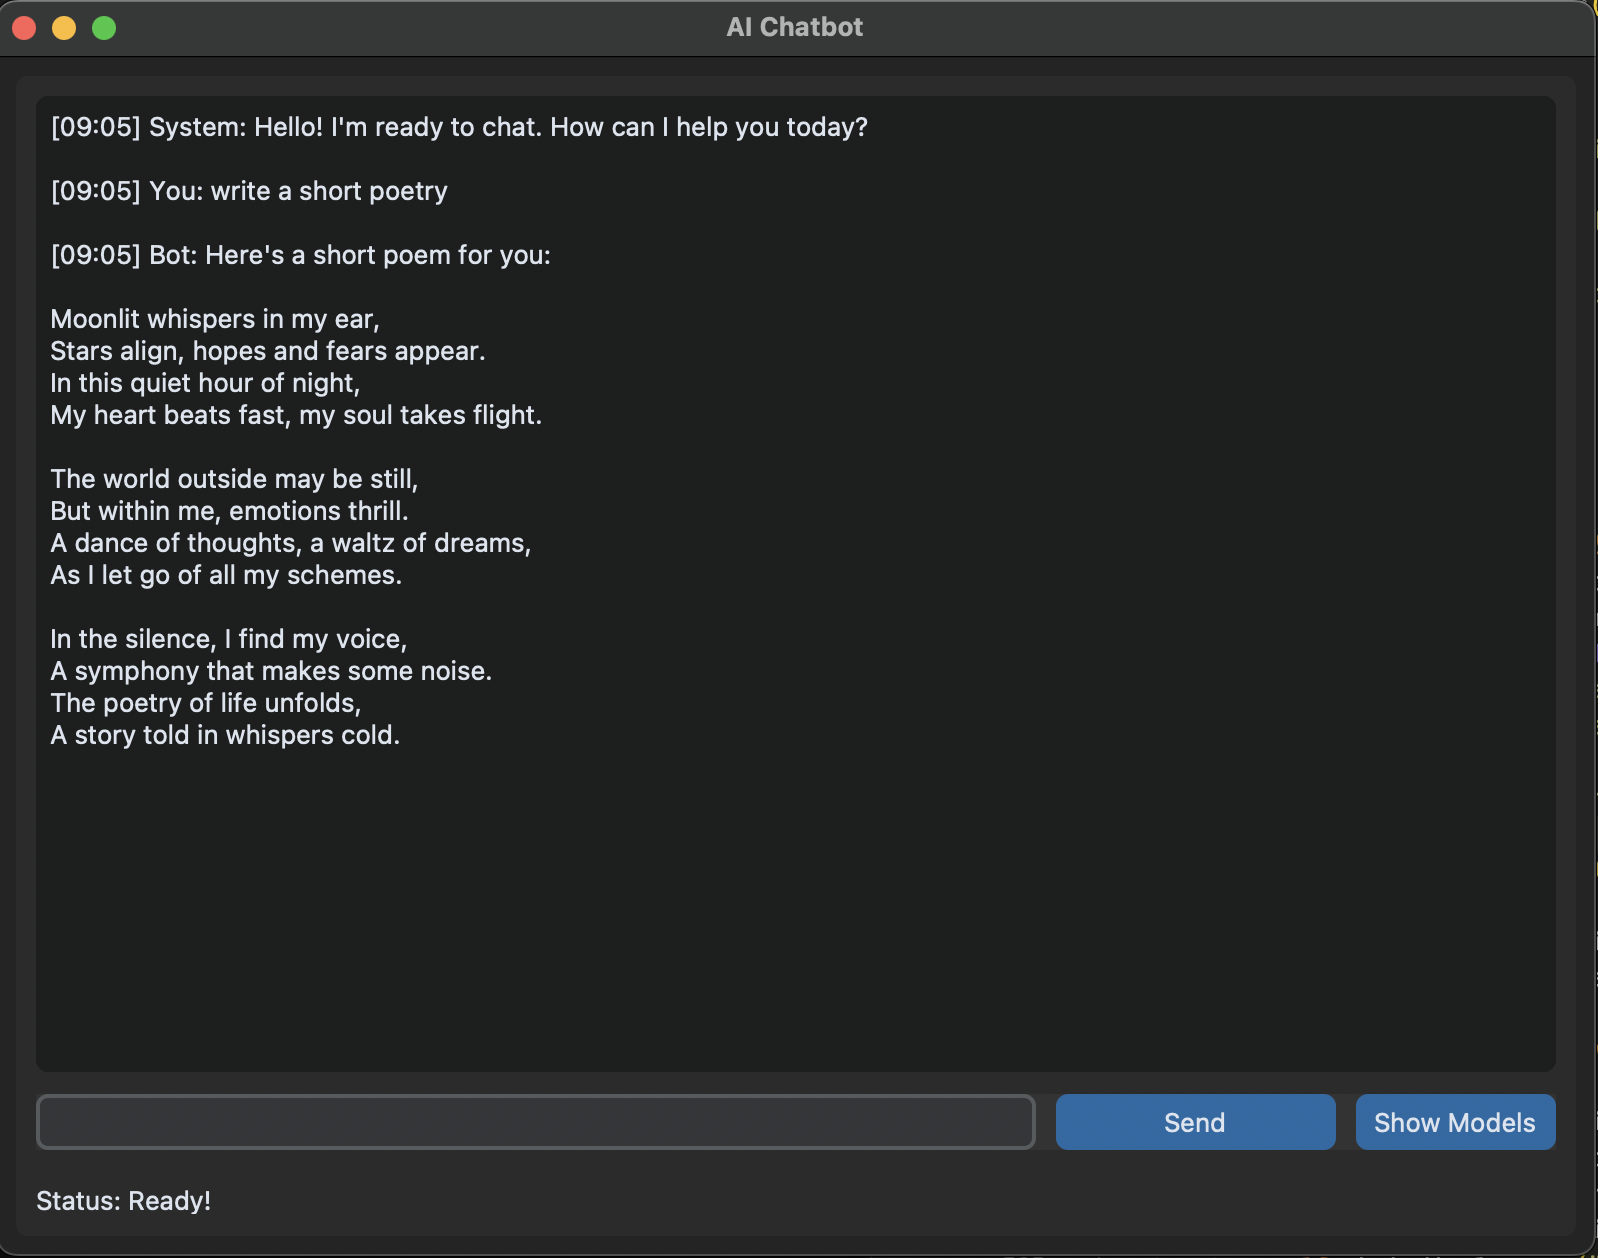 AI Chatbot
[09:05] System: Hello! I'm ready to chat. How can I help you today?
[09:05] You: write a short poetry
[09:05] Bot: Here's a short poem for you:
Moonlit whispers in my ear,
Stars align, hopes and fears appear.
In this quiet hour of night,
My heart beats fast, my soul takes flight.
The world outside may be still,
But within me, emotions thrill.
A dance of thoughts, a waltz of dreams,
As I let go of all my schemes.
In the silence, I find my voice,
A symphony that makes some noise.
The poetry of life unfolds,
A story told in whispers cold.
Send
Show Models
Status: Ready!